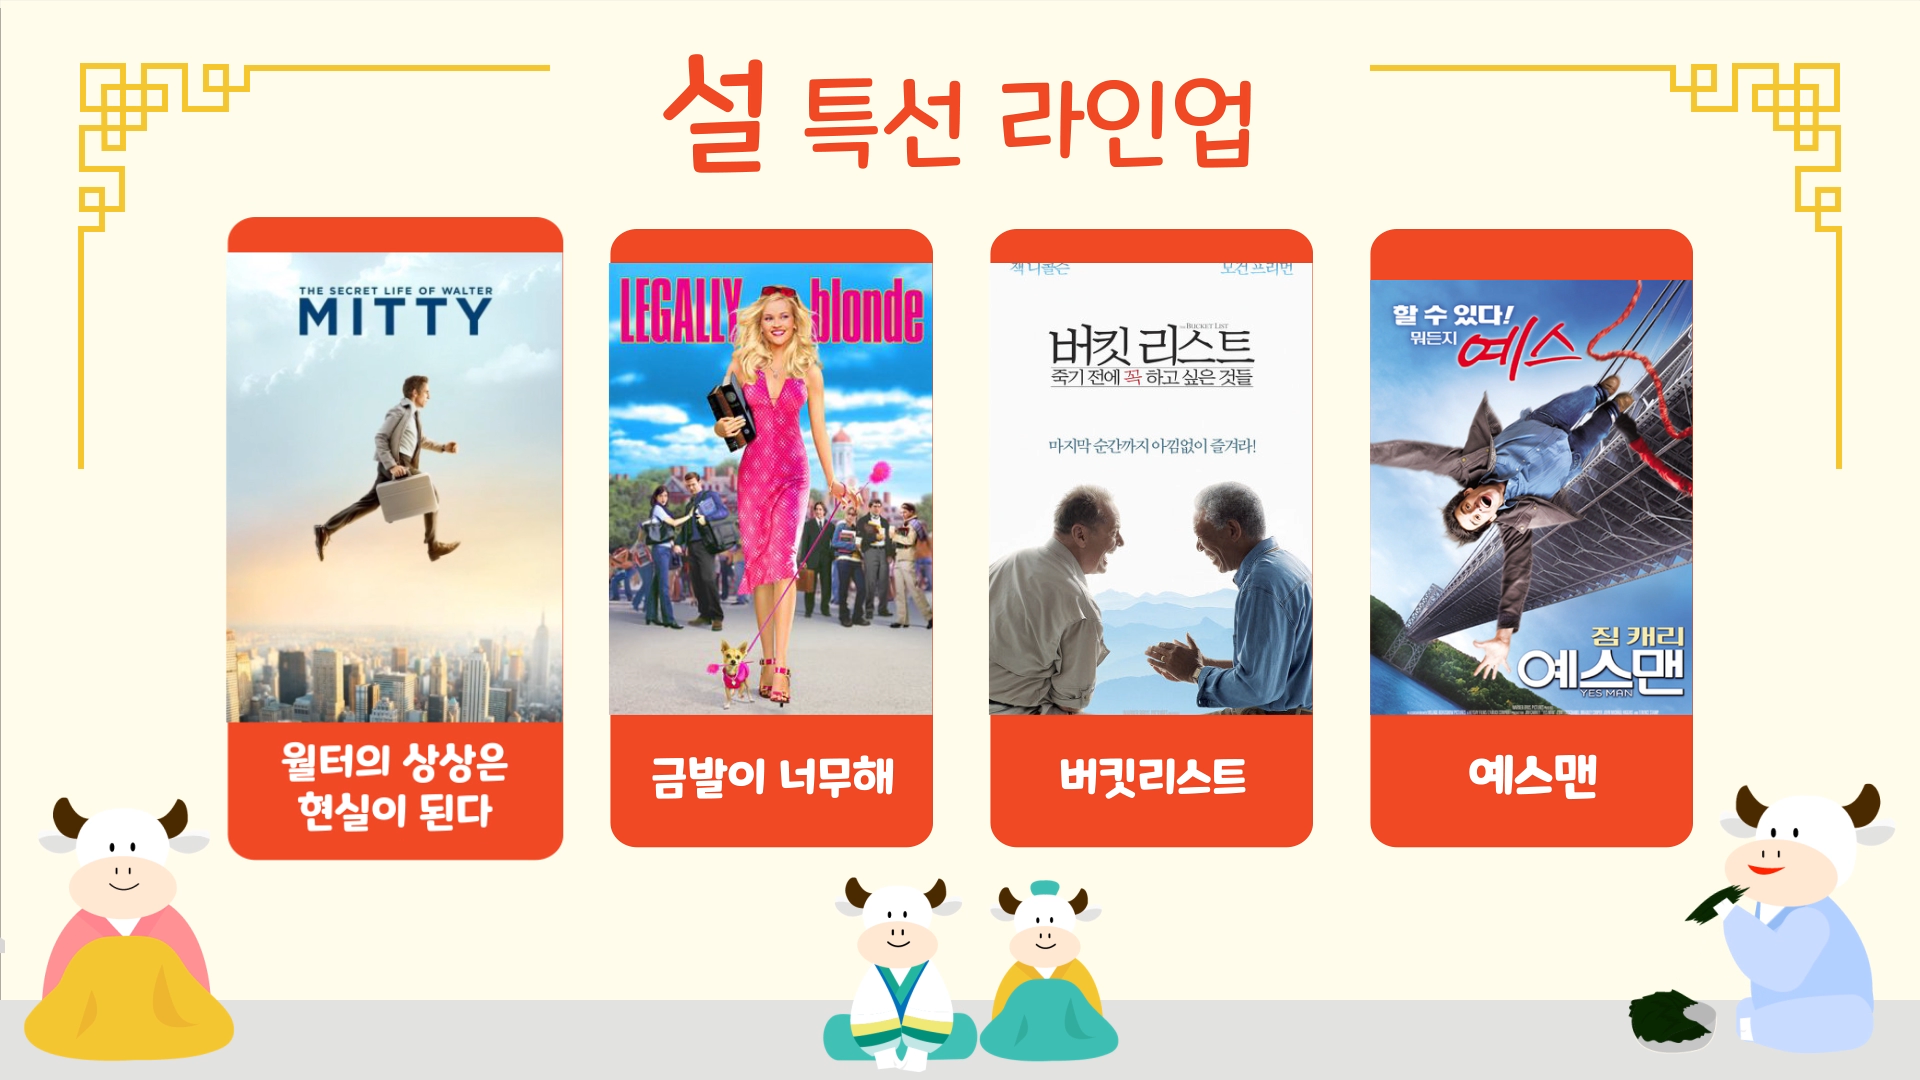 설 특선 라인업
THE SECRET LIFE OF WALTER
MITTY
월터의 상상은
현실이 된다
LEGALLY blonde
금발이 너무해
잭 니콜슨 모건 프리먼
THE BUCKET LIST
버킷 리스트
죽기 전에 꼭 하고 싶은 것들
마지막 순간까지 아낌없이 즐겨라!
버킷리스트
할 수 있다!
뭐든지 예스
짐 캐리
예스맨
YES MAN
예스맨